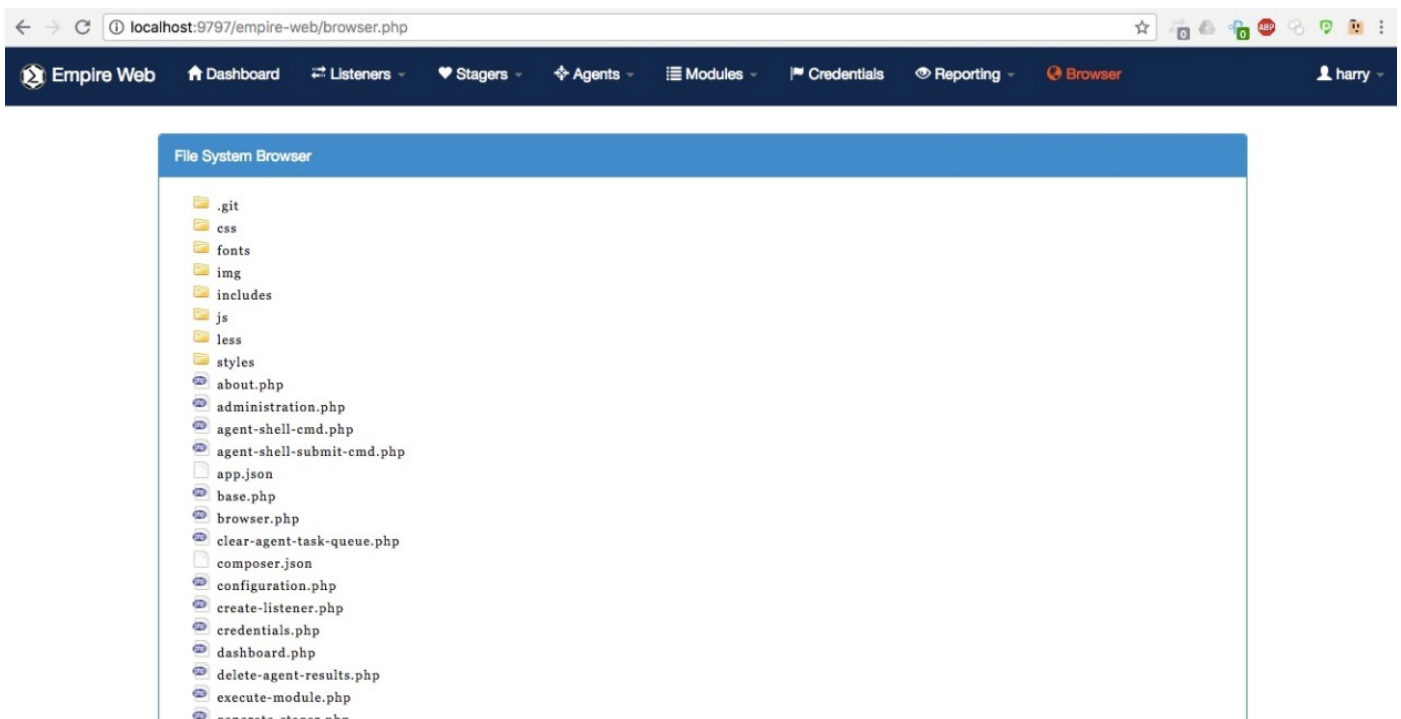 localhost:9797/empire-web/browser.php
0 ABP 0
Empire Web Dashboard Listeners Stagers Agents Modules Credentials Reporting Browser harry
File System Browser
.git
css
fonts
img
includes
js
less
styles
about.php
administration.php
agent-shell-cmd.php
agent-shell-submit-cmd.php
app.json
base.php
browser.php
clear-agent-task-queue.php
composer.json
configuration.php
create-listener.php
credentials.php
dashboard.php
delete-agent-results.php
execute-module.php